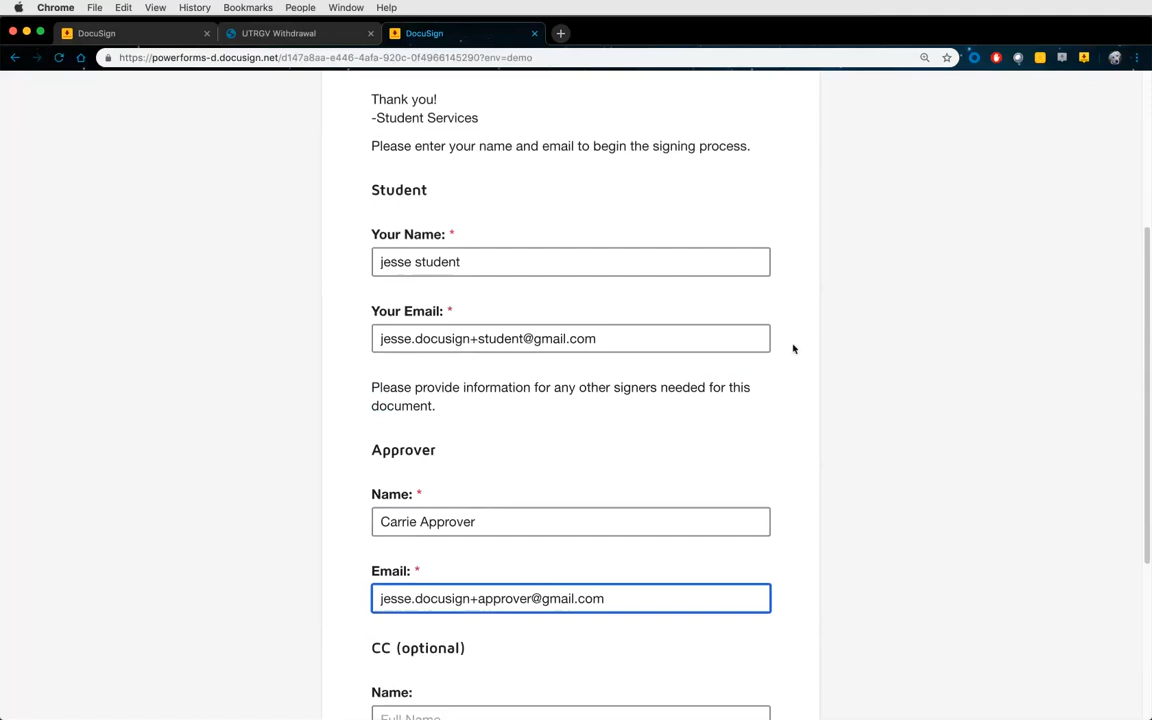 Chrome File Edit View History Bookmarks People Window Help
DocuSign
UTRGV Withdrawal
DocuSign
https://powerforms-d.docusign.net/d147a8aa-e446-4afa-920c-0f4966145290?env=demo
Thank you!
-Student Services
Please enter your name and email to begin the signing process.
Student
Your Name: *
jesse student
Your Email: *
jesse.docusign+student@gmail.com
Please provide information for any other signers needed for this
document.
Approver
Name: *
Carrie Approver
Email: *
jesse.docusign+approver@gmail.com
CC (optional)
Name:
Full Name